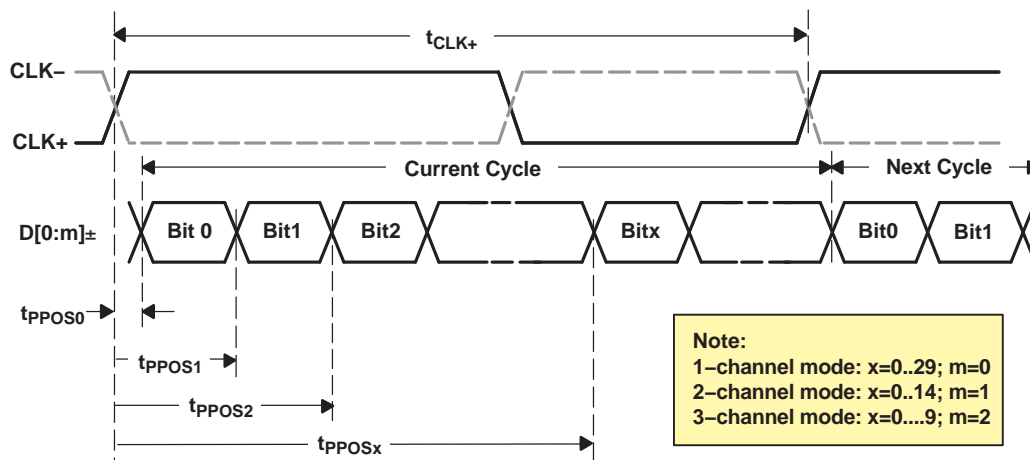 tCLK+
CLK–
CLK+
Current Cycle
Next Cycle
D[0:m]±
Bit 0
Bit1
Bit2
Bitx
Bit0
Bit1
tPPOS0
tPPOS1
tPPOS2
tPPOSx
Note:
1–channel mode: x=0..29; m=0
2–channel mode: x=0..14; m=1
3–channel mode: x=0....9; m=2